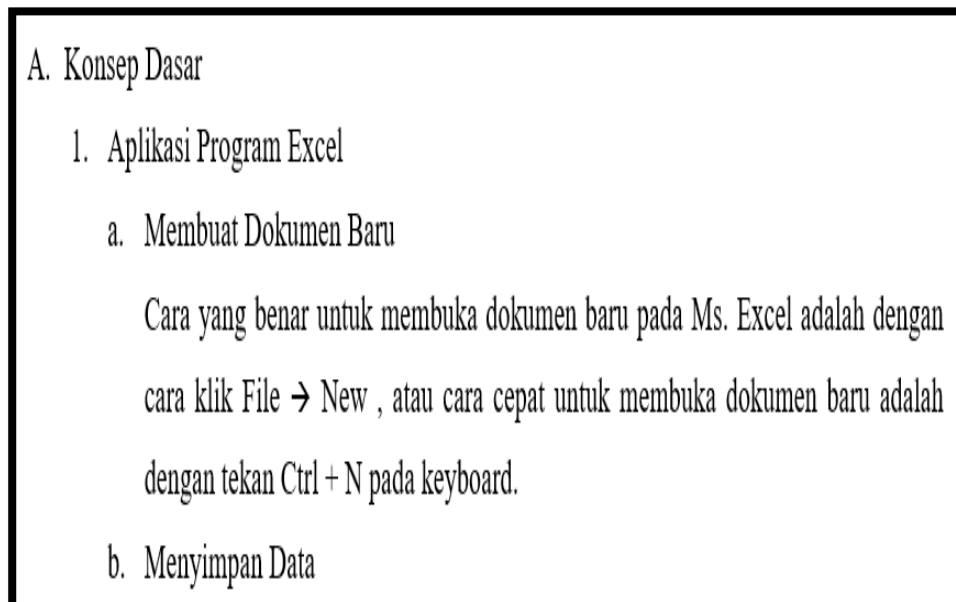 A. Konsep Dasar
1. Aplikasi Program Excel
a. Membuat Dokumen Baru
Cara yang benar untuk membuka dokumen baru pada Ms. Excel adalah dengan
cara klik File → New , atau cara cepat untuk membuka dokumen baru adalah
dengan tekan Ctrl + N pada keyboard.
b. Menyimpan Data